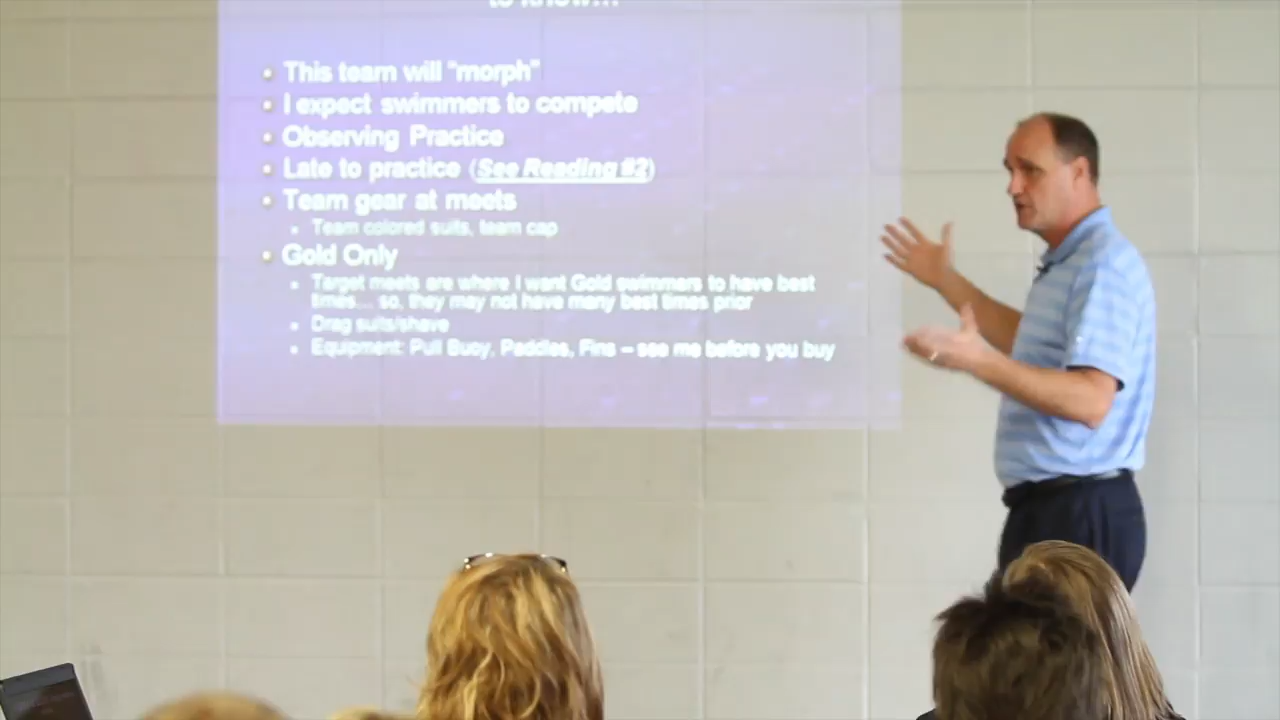 to know...
This team will "morph"
I expect swimmers to compete
Observing Practice
Late to practice (See Reading #2)
Team gear at meets
Team colored suits, team cap
Gold Only
Target meets are where I want Gold swimmers to have best
times... so, they may not have many best times prior
Drag suits/shave
Equipment: Pull Buoy, Paddles, Fins – see me before you buy